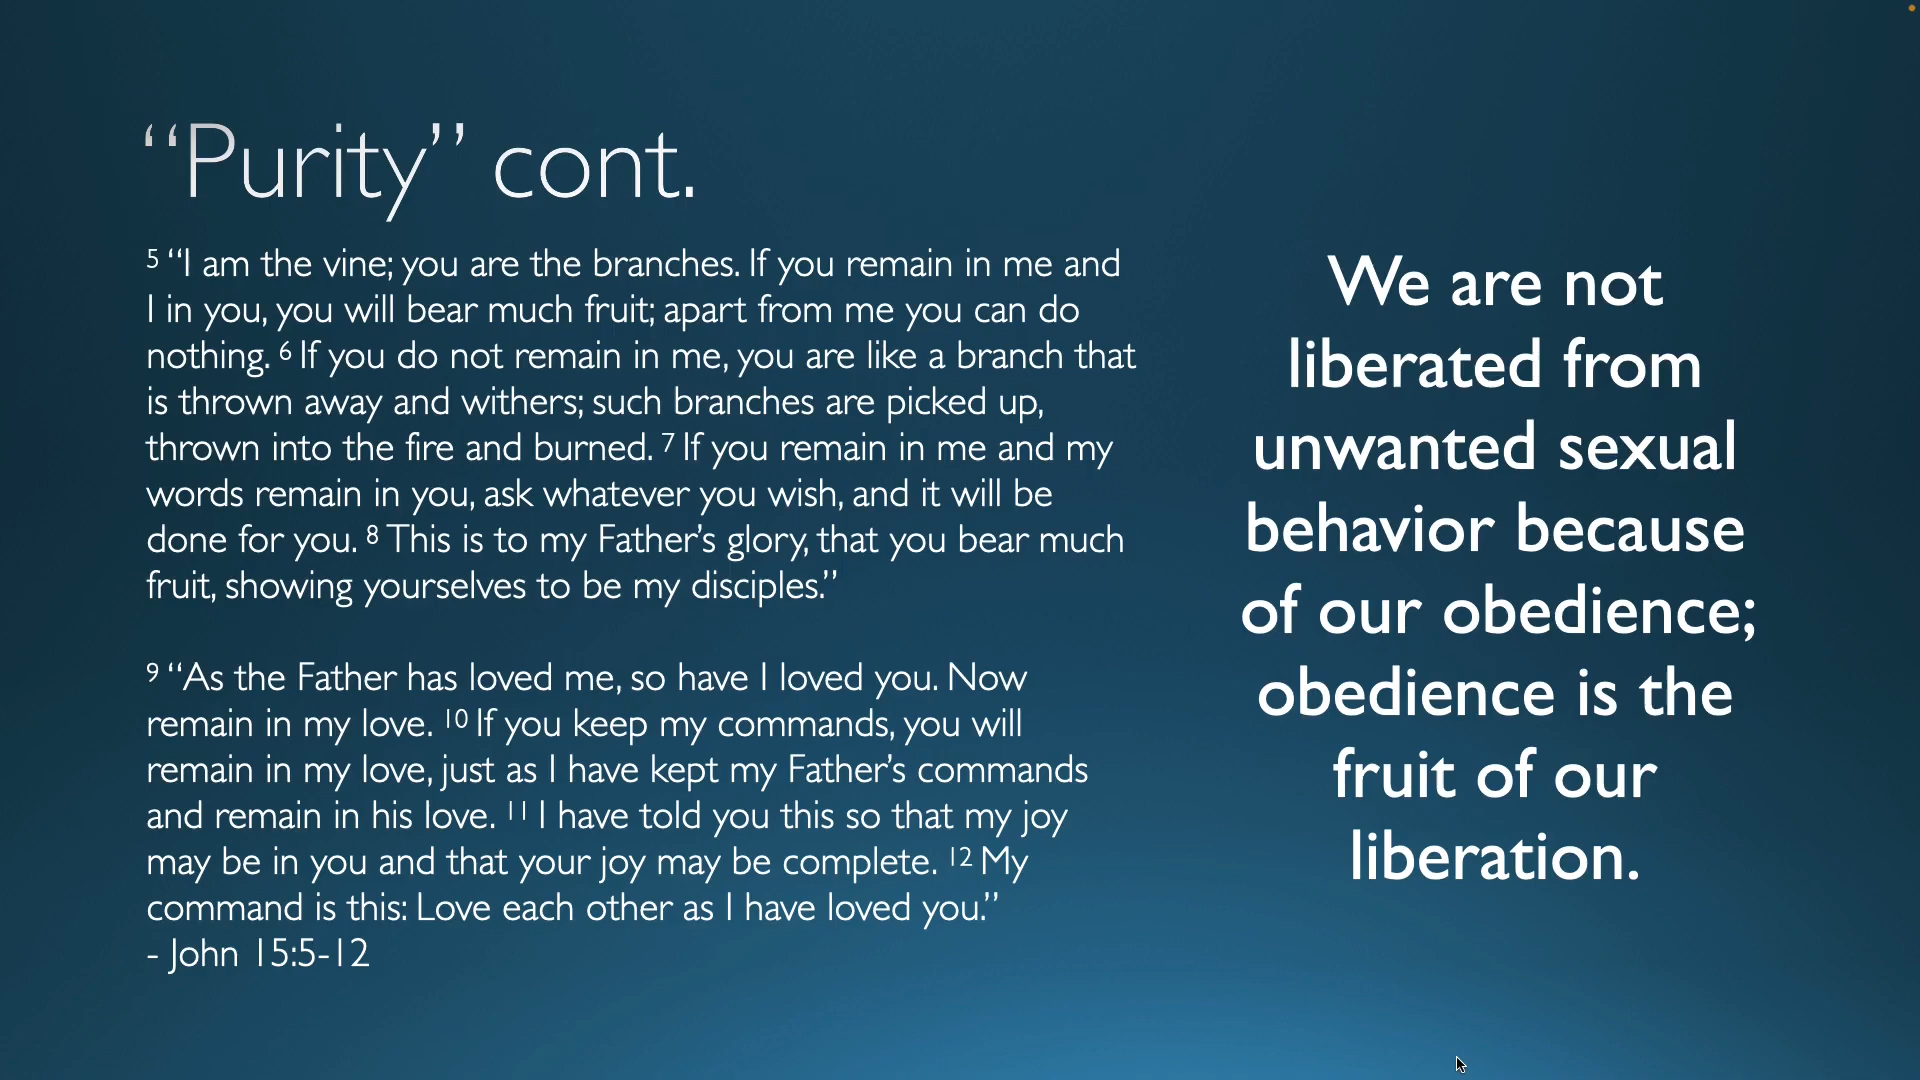 “Purity” cont.
5 “I am the vine; you are the branches. If you remain in me and
I in you, you will bear much fruit; apart from me you can do
nothing. 6 If you do not remain in me, you are like a branch that
is thrown away and withers; such branches are picked up,
thrown into the fire and burned. 7 If you remain in me and my
words remain in you, ask whatever you wish, and it will be
done for you. 8 This is to my Father’s glory, that you bear much
fruit, showing yourselves to be my disciples.”
9 “As the Father has loved me, so have I loved you. Now
remain in my love. 10 If you keep my commands, you will
remain in my love, just as I have kept my Father’s commands
and remain in his love. 11 I have told you this so that my joy
may be in you and that your joy may be complete. 12 My
command is this: Love each other as I have loved you.”
- John 15:5-12
We are not
liberated from
unwanted sexual
behavior because
of our obedience;
obedience is the
fruit of our
liberation.